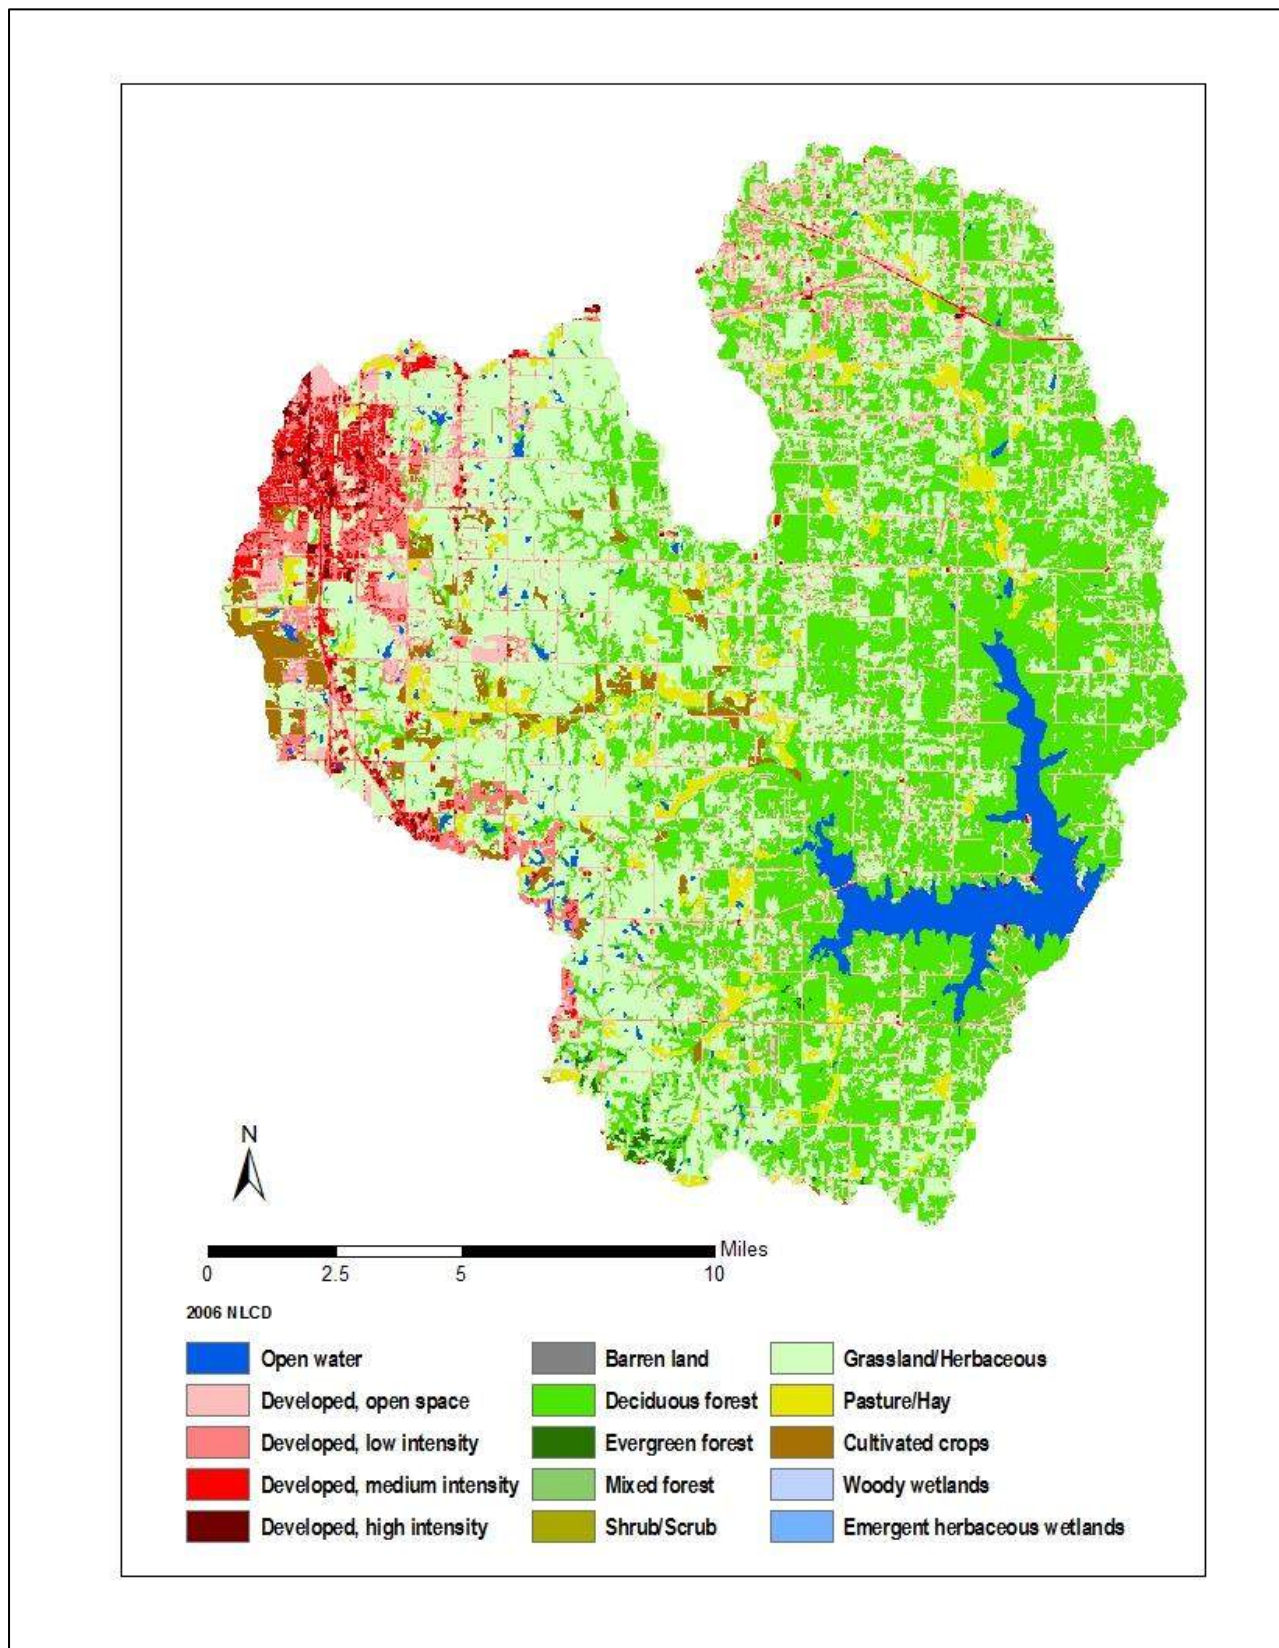 N
Miles
0 2.5 5 10
2006 NLCD
Open water Barren land Grassland/Herbaceous
Developed, open space Deciduous forest Pasture/Hay
Developed, low intensity Evergreen forest Cultivated crops
Developed, medium intensity Mixed forest Woody wetlands
Developed, high intensity Shrub/Scrub Emergent herbaceous wetlands